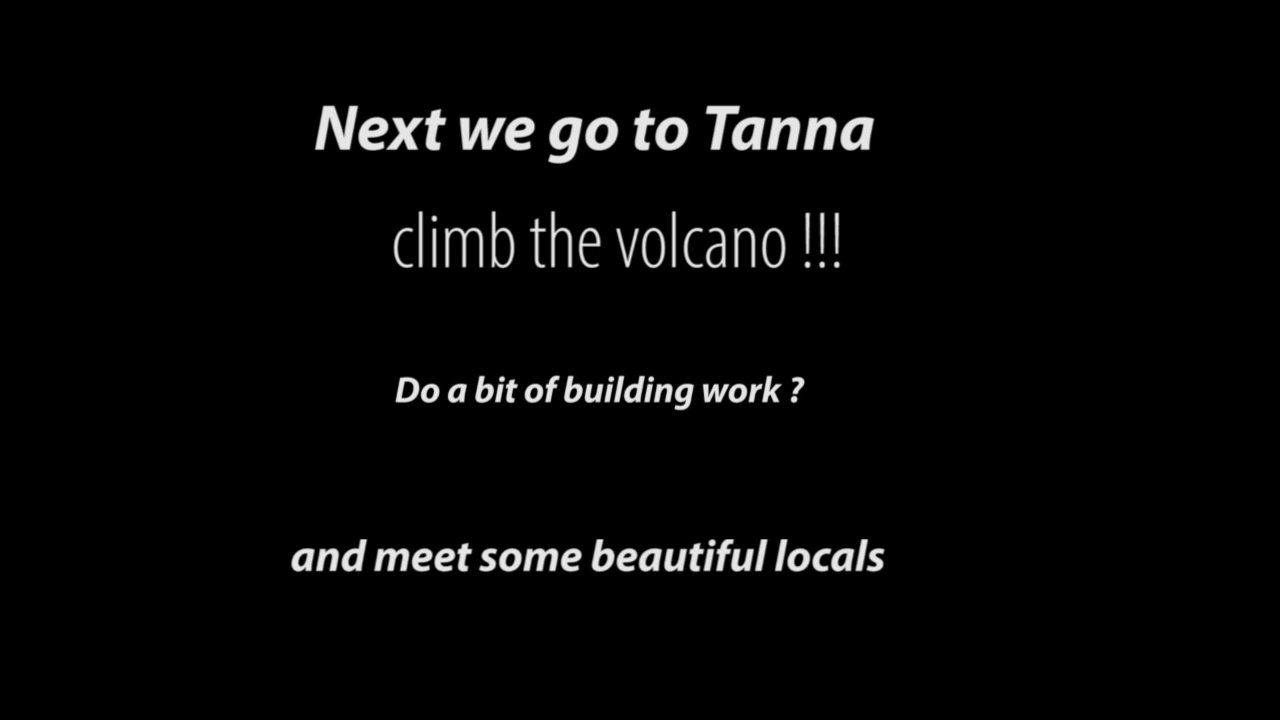 Next we go to Tanna
climb the volcano !!!
Do a bit of building work ?
and meet some beautiful locals